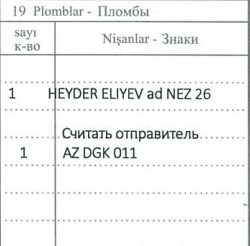 19 Plomblar - Пломбы
sayı
к-во
Nişanlar - Знаки
1 HEYDER ELIYEV ad NEZ 26
Считать отправитель
1 AZ DGK 011